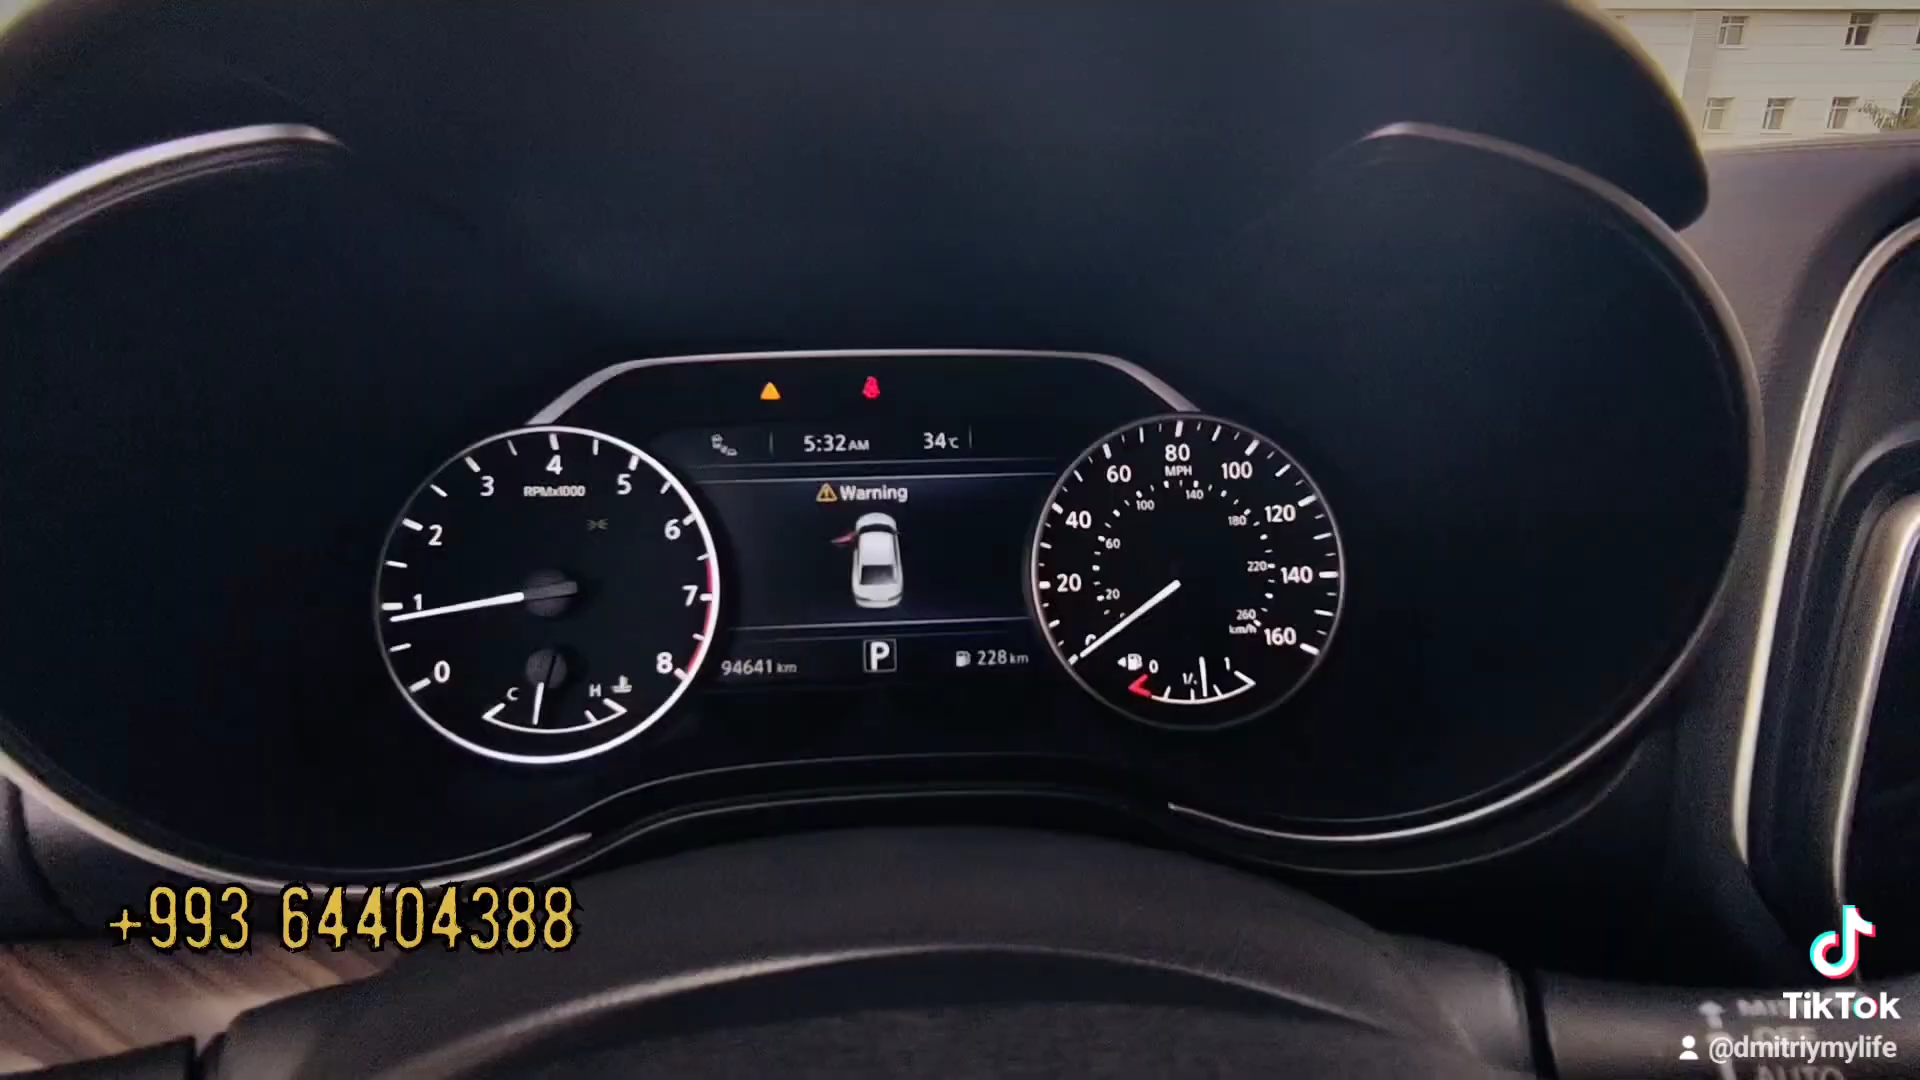 5:32 AM 34°C
Warning
94641 km P 228 km
0 1 2 3 4 5 6 7 8
RPMx1000
C H
0 20 40 60 80 100 120 140 160
MPH
20 60 100 140 180 220 260
km/h
0 1
+993 64404388
TikTok
@dmitriymylife